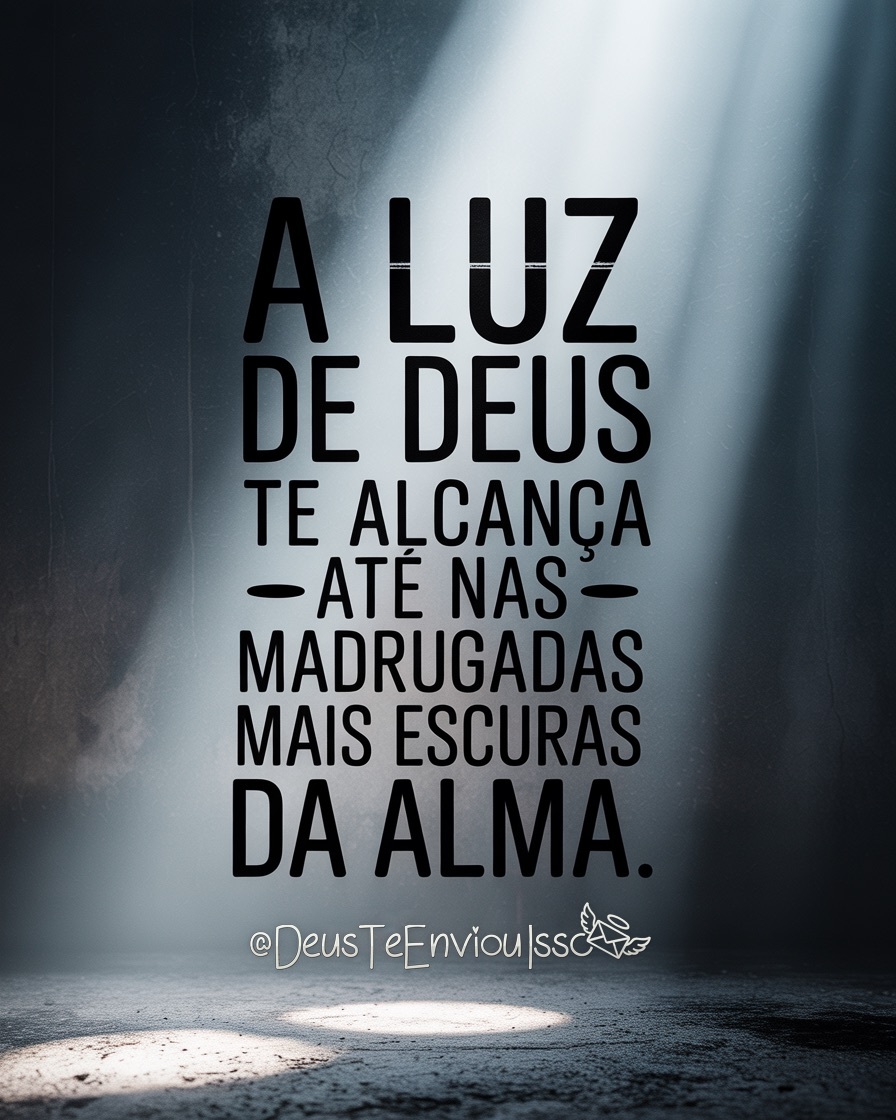 A LUZ
DE DEUS
TE ALCANÇA
- ATÉ NAS -
MADRUGADAS
MAIS ESCURAS
DA ALMA.
@DeusTeEnviouIsso